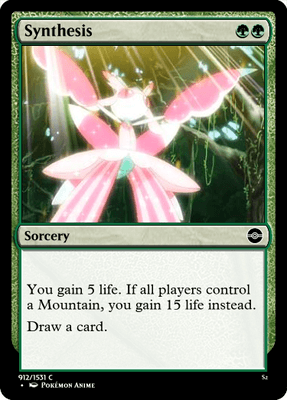 Synthesis
Sorcery
You gain 5 life. If all players control
a Mountain, you gain 15 life instead.
Draw a card.
912/1531 C
• Pokémon Anime